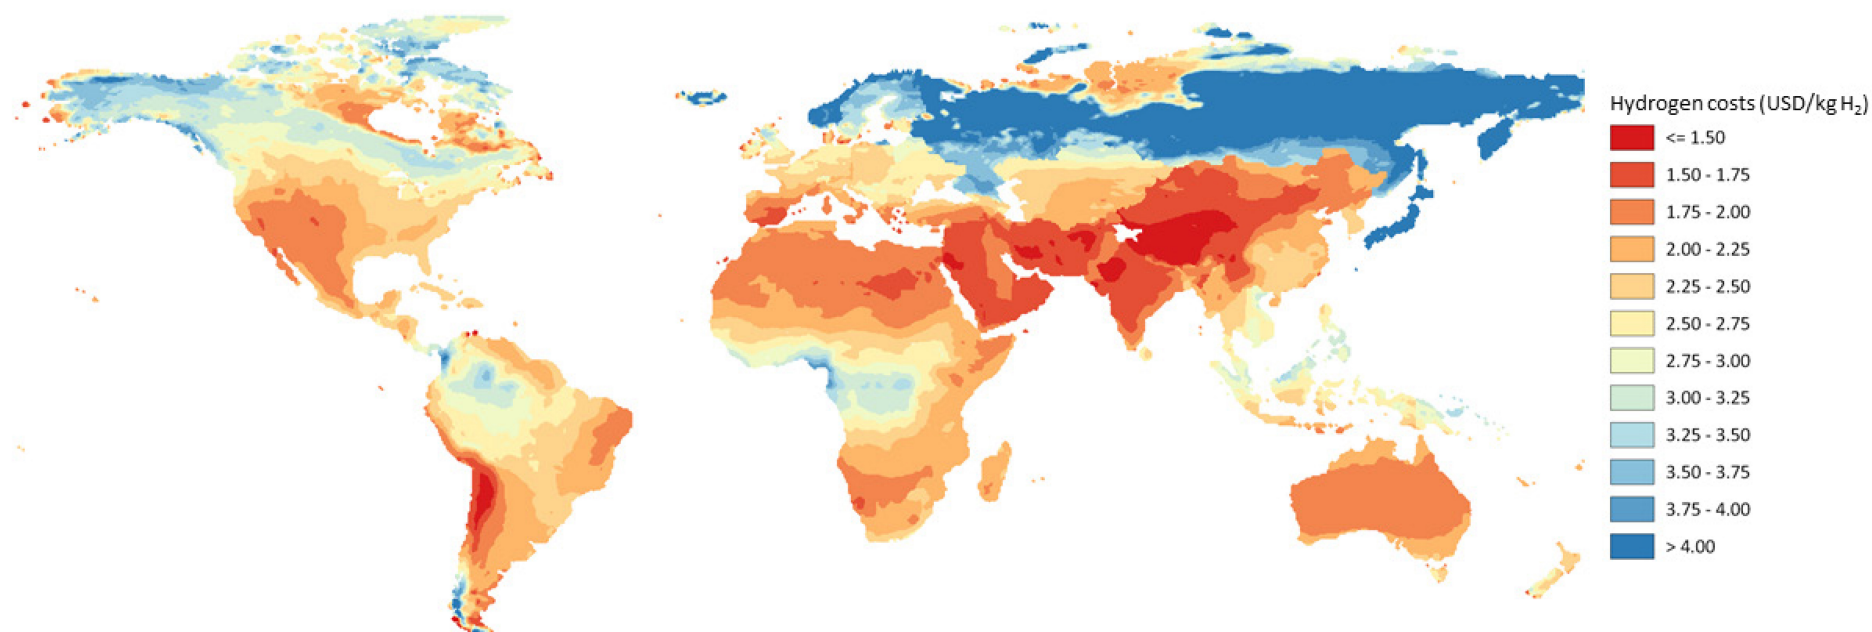 Hydrogen costs (USD/kg H₂)
<= 1.50
1.50 - 1.75
1.75 - 2.00
2.00 - 2.25
2.25 - 2.50
2.50 - 2.75
2.75 - 3.00
3.00 - 3.25
3.25 - 3.50
3.50 - 3.75
3.75 - 4.00
> 4.00